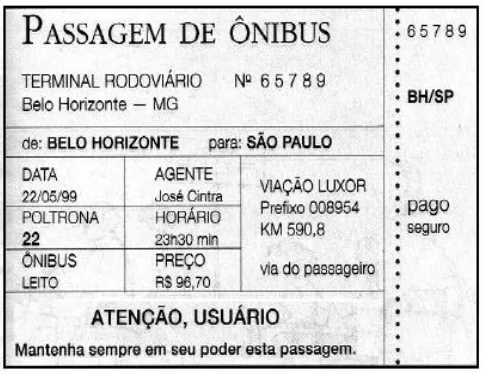 PASSAGEM DE ÔNIBUS
TERMINAL RODOVIÁRIO Nº 65789
Belo Horizonte — MG
de: BELO HORIZONTE para: SÃO PAULO
DATA
22/05/99
AGENTE
José Cintra
POLTRONA
22
HORÁRIO
23h30 min
ÔNIBUS
LEITO
PREÇO
R$ 96,70
VIAÇÃO LUXOR
Prefixo 008954
KM 590,8
via do passageiro
ATENÇÃO, USUÁRIO
Mantenha sempre em seu poder esta passagem.
65789
BH/SP
pago
seguro